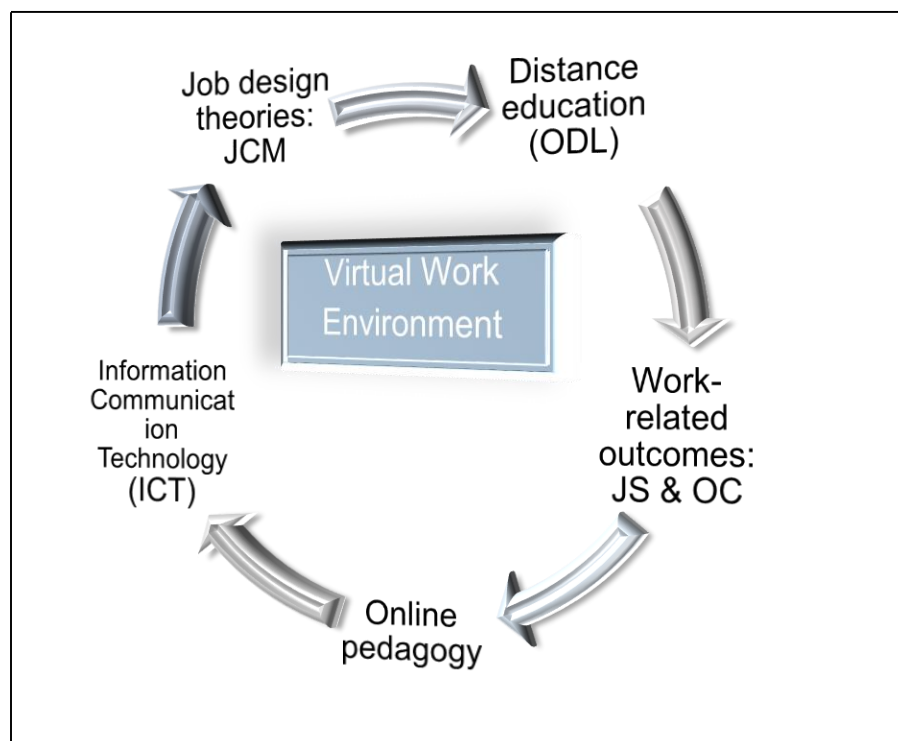 Job design
theories:
JCM
Distance
education
(ODL)
Virtual Work
Environment
Work-
related
outcomes:
JS & OC
Online
pedagogy
Information
Communicat
ion
Technology
(ICT)